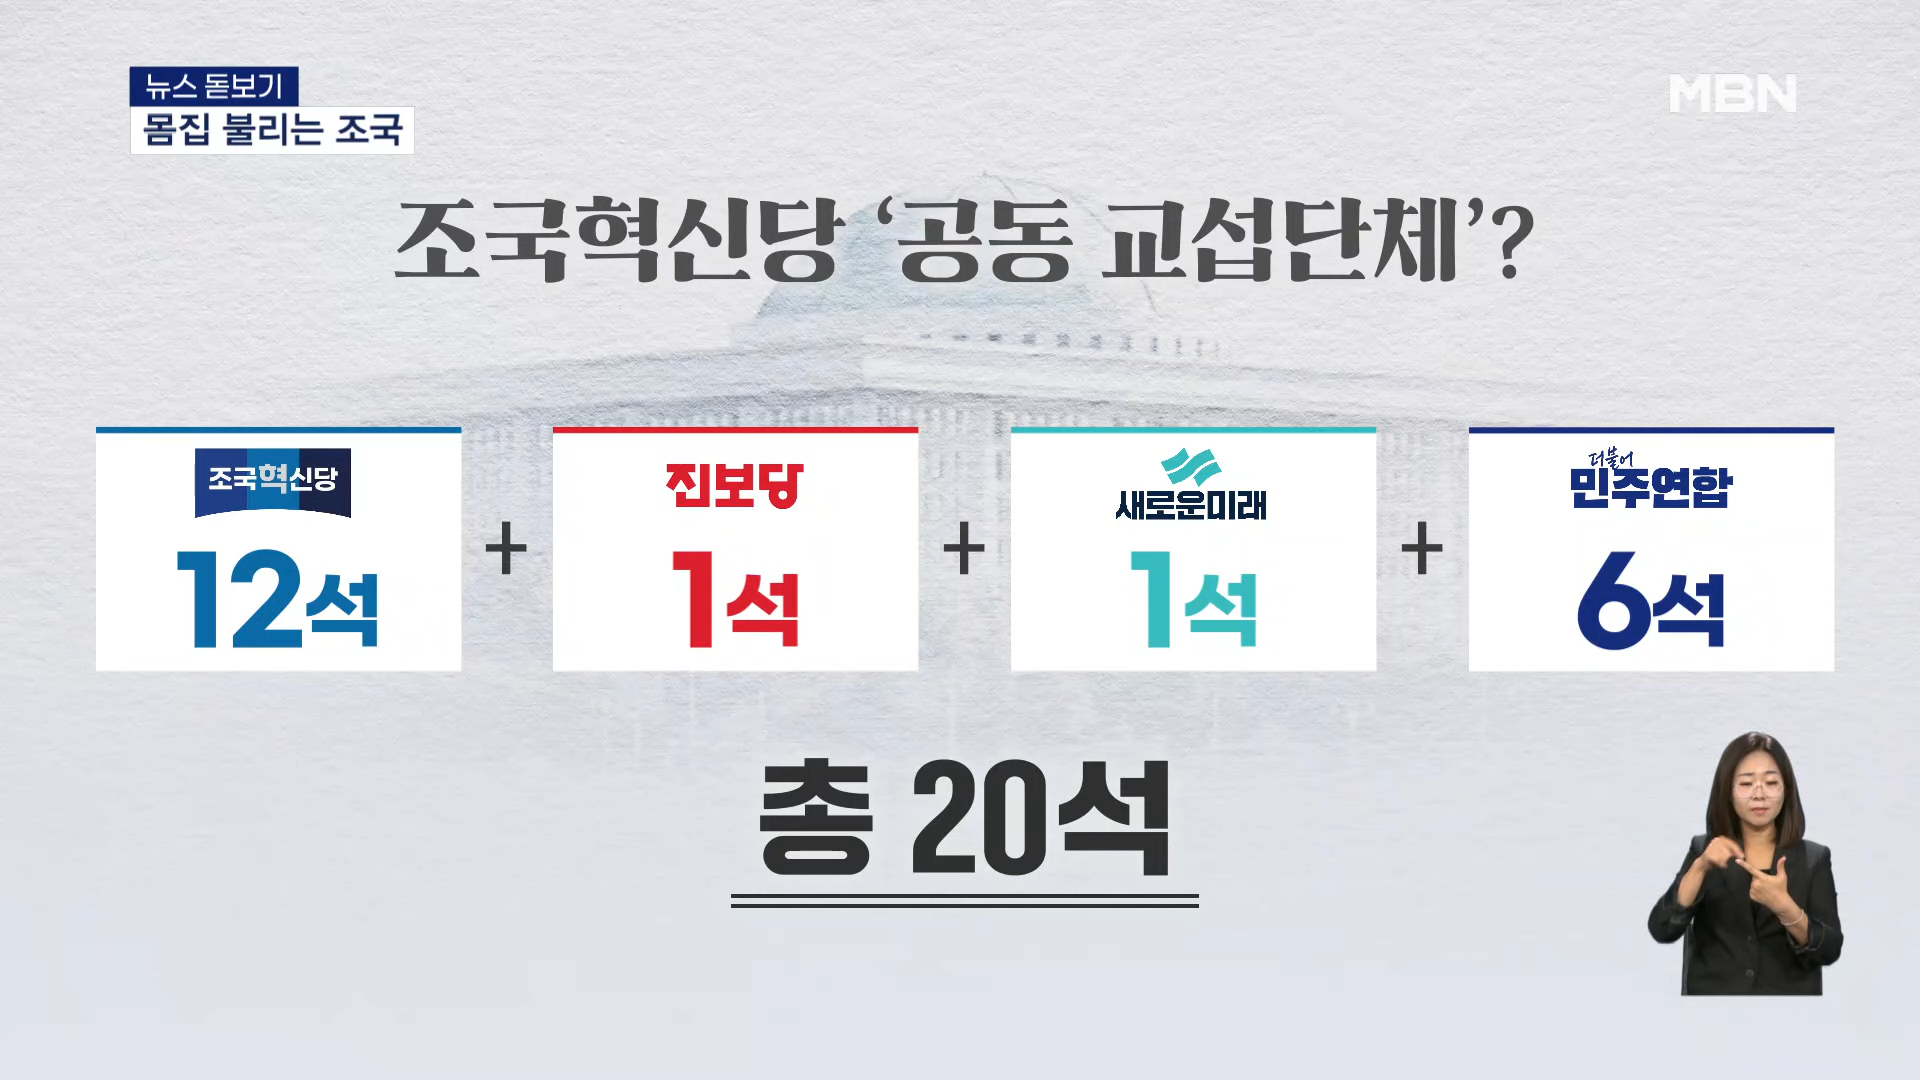 뉴스 돋보기
MBN
몸집 불리는 조국
조국혁신당 ‘공동 교섭단체’?
조국혁신당
12석
+
진보당
1석
+
새로운미래
1석
+
더불어
민주연합
6석
총 20석